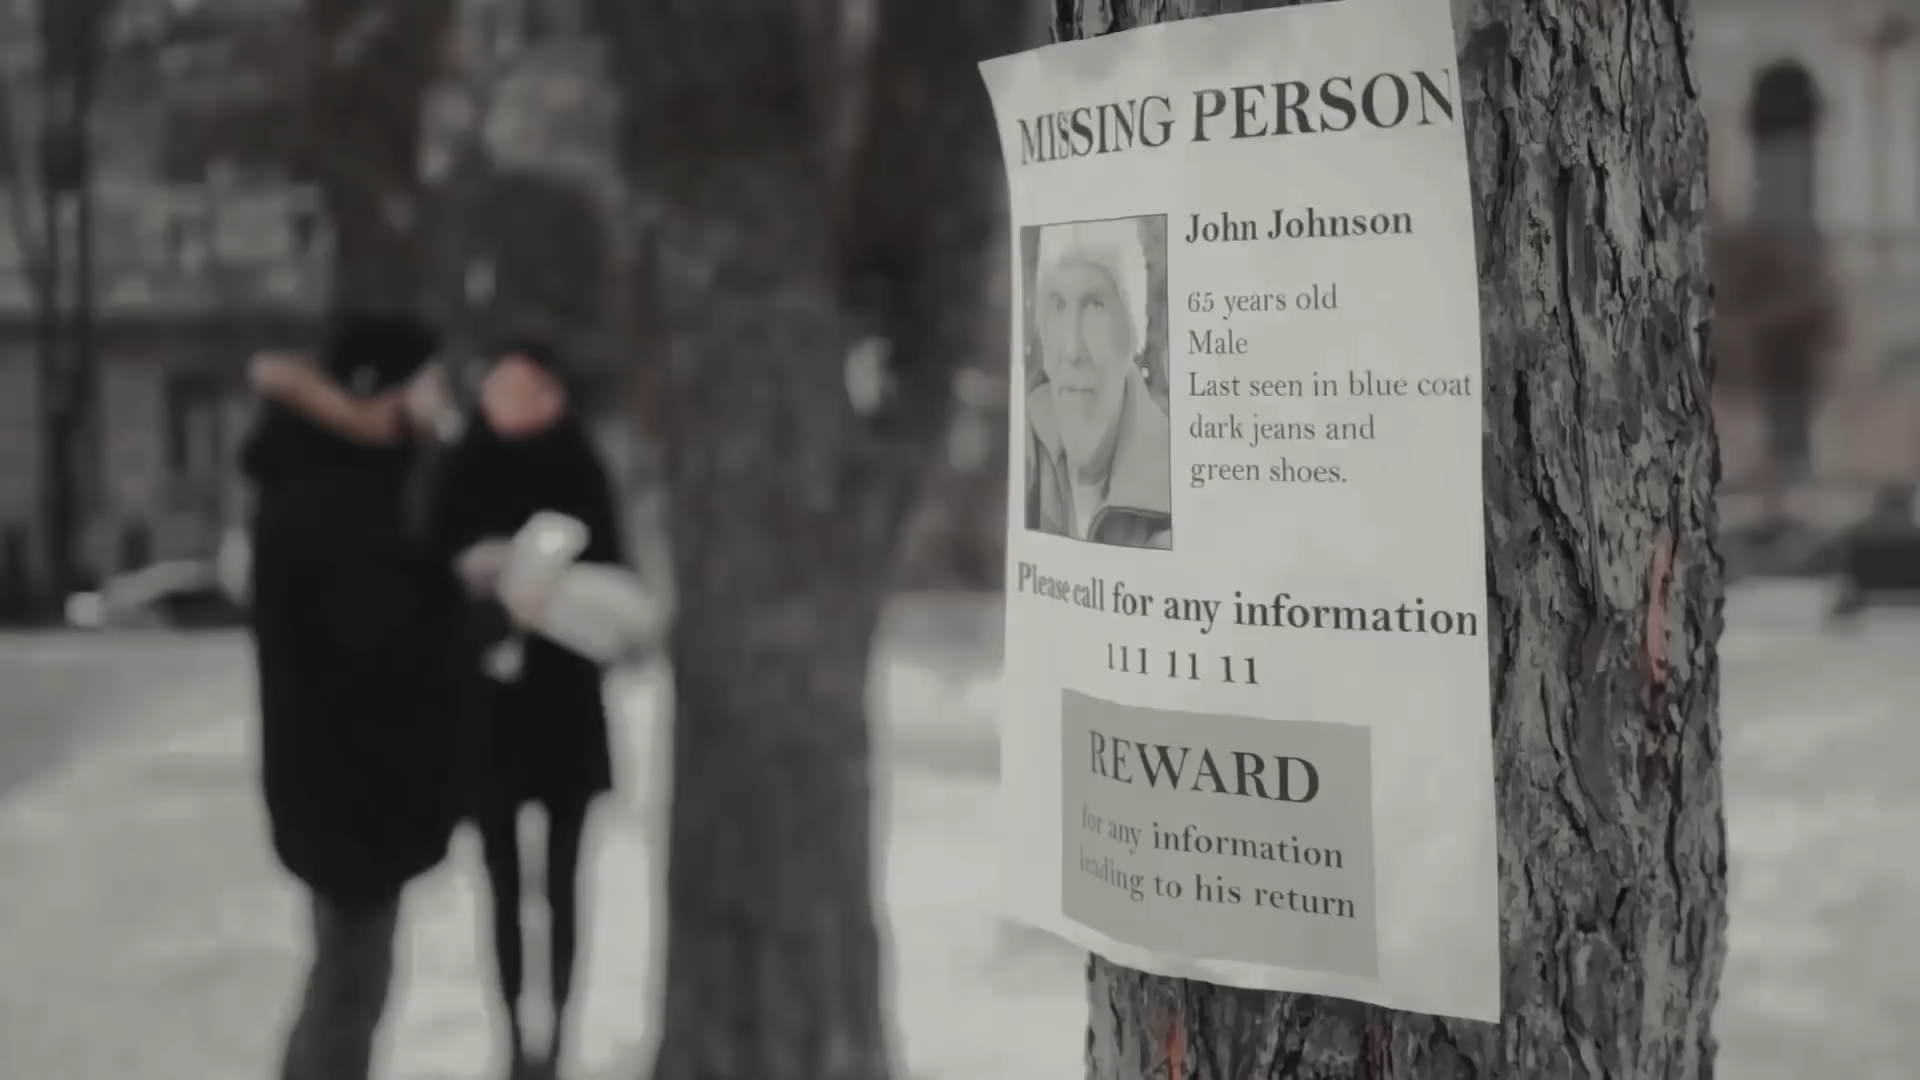 MISSING PERSON
John Johnson
65 years old
Male
Last seen in blue coat
dark jeans and
green shoes.
Please call for any information
111 11 11
REWARD
for any information
leading to his return